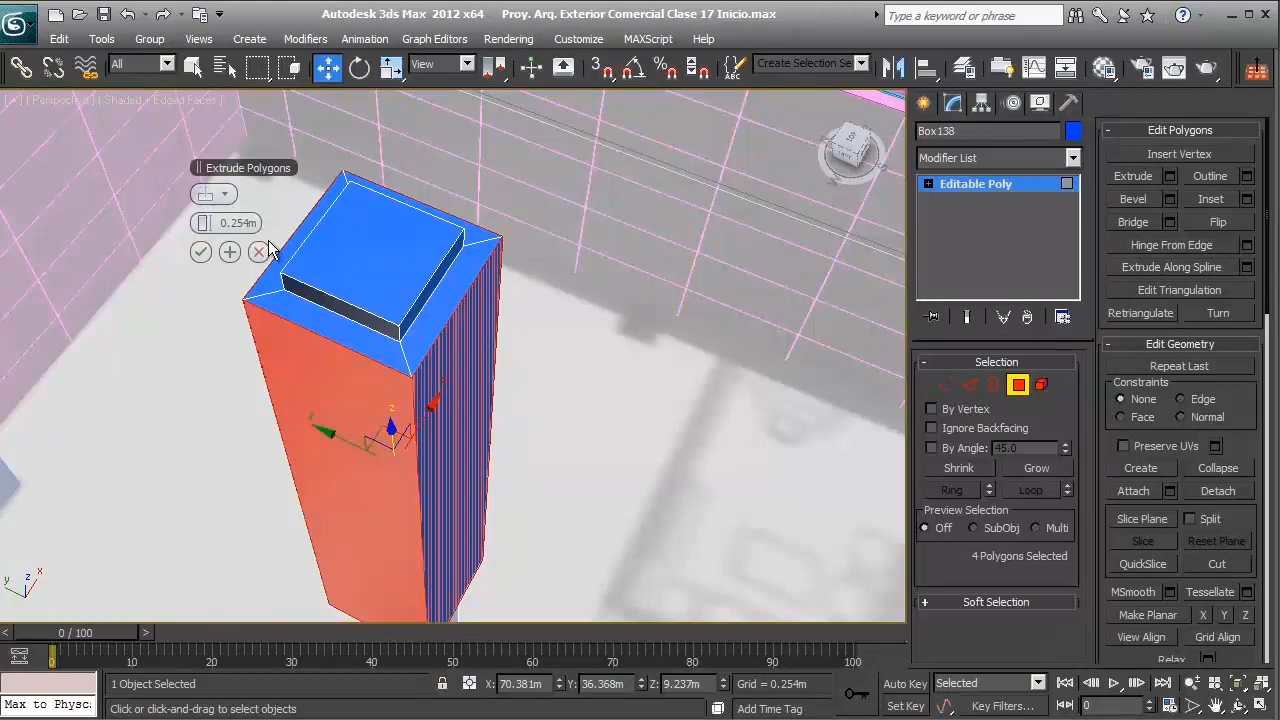 Autodesk 3ds Max 2012 x64 Proy. Arq. Exterior Comercial Clase 17 Inicio.max
Type a keyword or phrase
Edit Tools Group Views Create Modifiers Animation Graph Editors Rendering Customize MAXScript Help
All View 3 Create Selection Se
[ + ] [ Perspective ] [ Shaded + Edged Faces ]
Extrude Polygons
0.254m
TOP
z
y
z
x
Box138
Modifier List
Editable Poly
Selection
By Vertex
Ignore Backfacing
By Angle: 45.0
Shrink Grow
Ring Loop
Preview Selection
Off SubObj Multi
4 Polygons Selected
Soft Selection
Edit Polygons
Insert Vertex
Extrude Outline
Bevel Inset
Bridge Flip
Hinge From Edge
Extrude Along Spline
Edit Triangulation
Retriangulate Turn
Edit Geometry
Repeat Last
Constraints
None Edge
Face Normal
Preserve UVs
Create Collapse
Attach Detach
Slice Plane Split
Slice Reset Plane
QuickSlice Cut
MSmooth Tessellate
Make Planar X Y Z
View Align Grid Align
Relax
0 / 100
0 10 20 30 40 50 60 70 80 90 100
1 Object Selected X: 70.381m Y: 36.368m Z: 9.237m Grid = 0.254m Auto Key Selected
Max to Physc Click or click-and-drag to select objects Add Time Tag Set Key Key Filters... 0